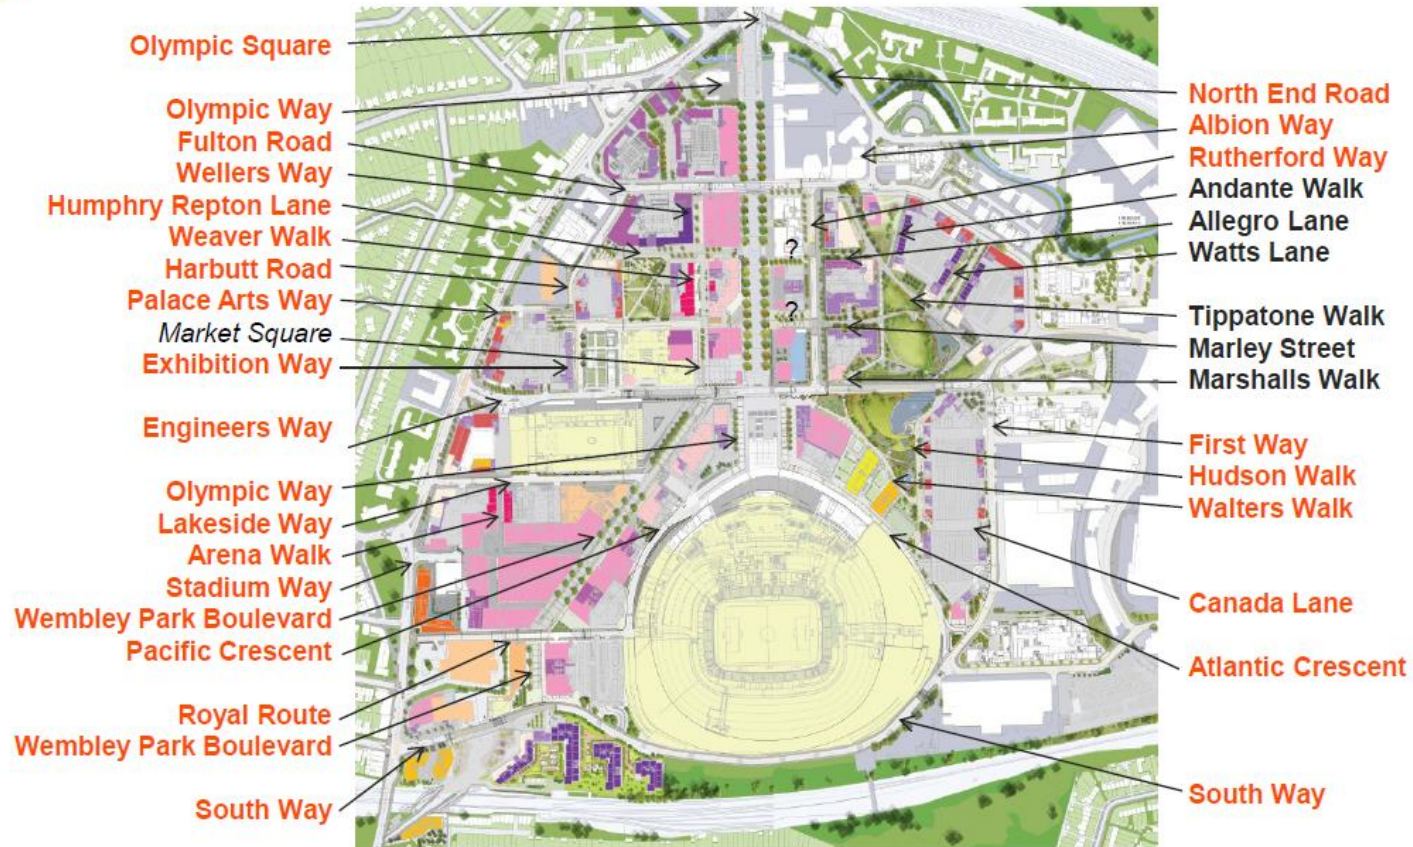 Olympic Square
Olympic Way
Fulton Road
Wellers Way
Humphry Repton Lane
Weaver Walk
Harbutt Road
Palace Arts Way
Market Square
Exhibition Way
Engineers Way
Olympic Way
Lakeside Way
Arena Walk
Stadium Way
Wembley Park Boulevard
Pacific Crescent
Royal Route
Wembley Park Boulevard
South Way
?
?
North End Road
Albion Way
Rutherford Way
Andante Walk
Allegro Lane
Watts Lane
Tippatone Walk
Marley Street
Marshalls Walk
First Way
Hudson Walk
Walters Walk
Canada Lane
Atlantic Crescent
South Way